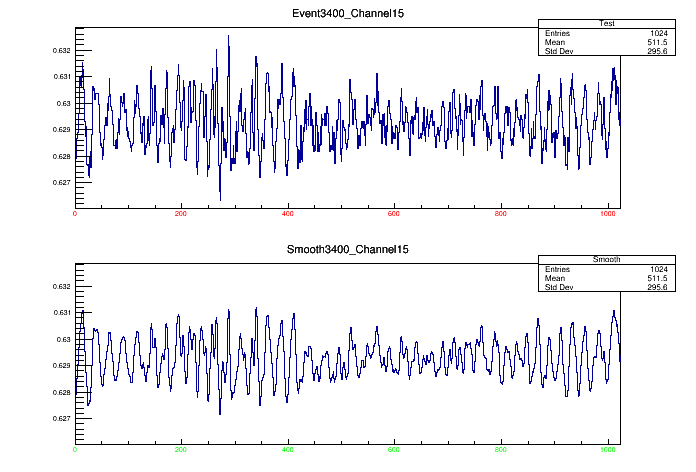 Event3400_Channel15
Test
Entries 1024
Mean 511.5
Std Dev 295.6
0.632
0.631
0.63
0.629
0.628
0.627
0 200 400 600 800 1000
Smooth3400_Channel15
Smooth
Entries 1024
Mean 511.5
Std Dev 295.6
0.632
0.631
0.63
0.629
0.628
0.627
0 200 400 600 800 1000